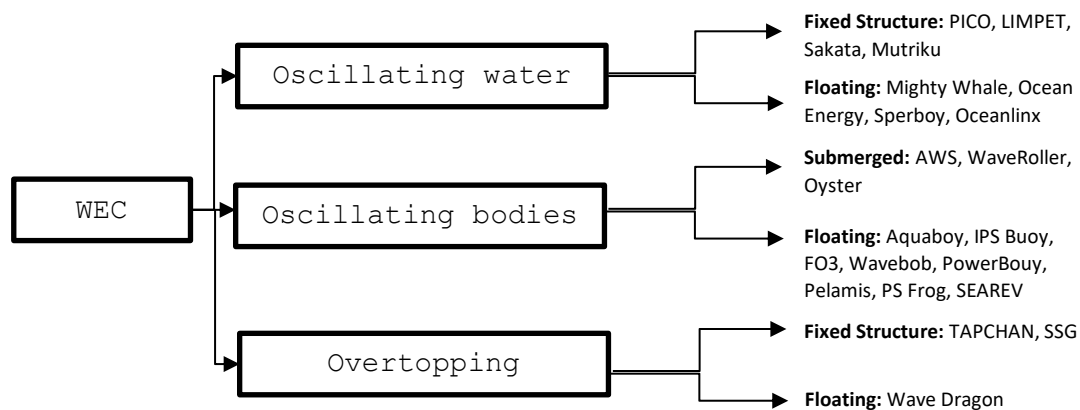 WEC
Oscillating water
Fixed Structure: PICO, LIMPET,
Sakata, Mutriku
Floating: Mighty Whale, Ocean
Energy, Sperboy, Oceanlinx
Oscillating bodies
Submerged: AWS, WaveRoller,
Oyster
Floating: Aquaboy, IPS Buoy,
FO3, Wavebob, PowerBouy,
Pelamis, PS Frog, SEAREV
Overtopping
Fixed Structure: TAPCHAN, SSG
Floating: Wave Dragon